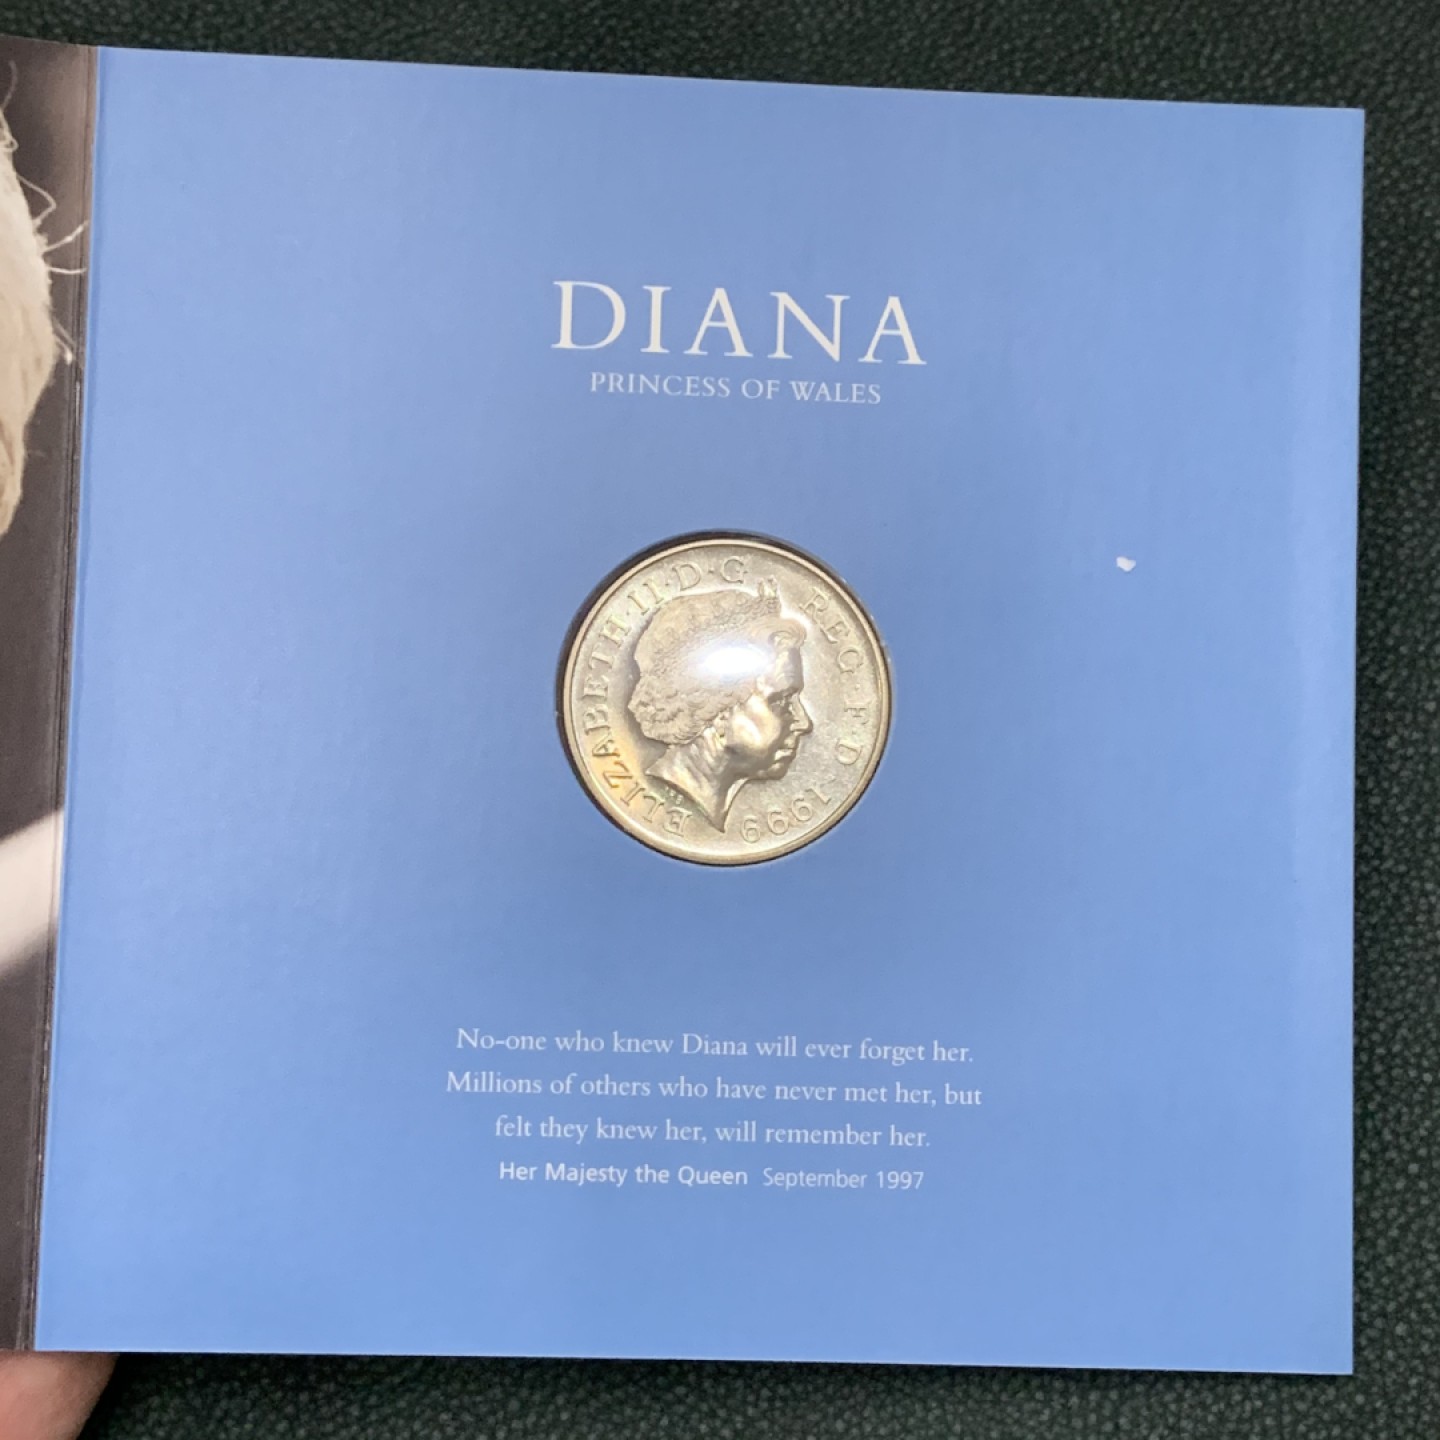 DIANA
PRINCESS OF WALES
ELIZABETH·II·D·G REG·F·D·1999
No-one who knew Diana will ever forget her.
Millions of others who have never met her, but
felt they knew her, will remember her.
Her Majesty the Queen September 1997